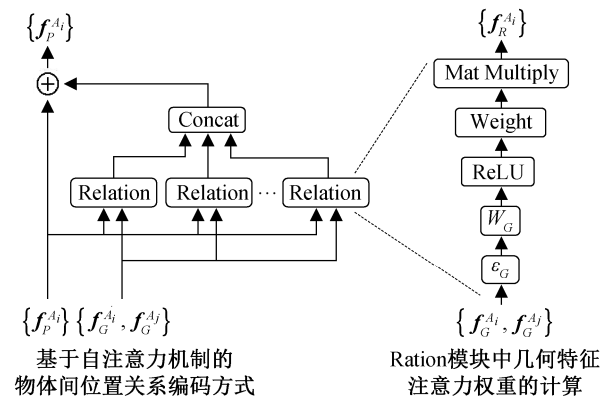 {f_P^{A_i}}
{f_R^{A_i}}
Mat Multiply
Concat
Weight
ReLU
Relation
Relation
...
Relation
W_G
ε_G
{f_P^{A_i}} {f_G^{A_i}, f_G^{A_j}}
{f_G^{A_i}, f_G^{A_j}}
基于自注意力机制的
物体间位置关系编码方式
Ration模块中几何特征
注意力权重的计算